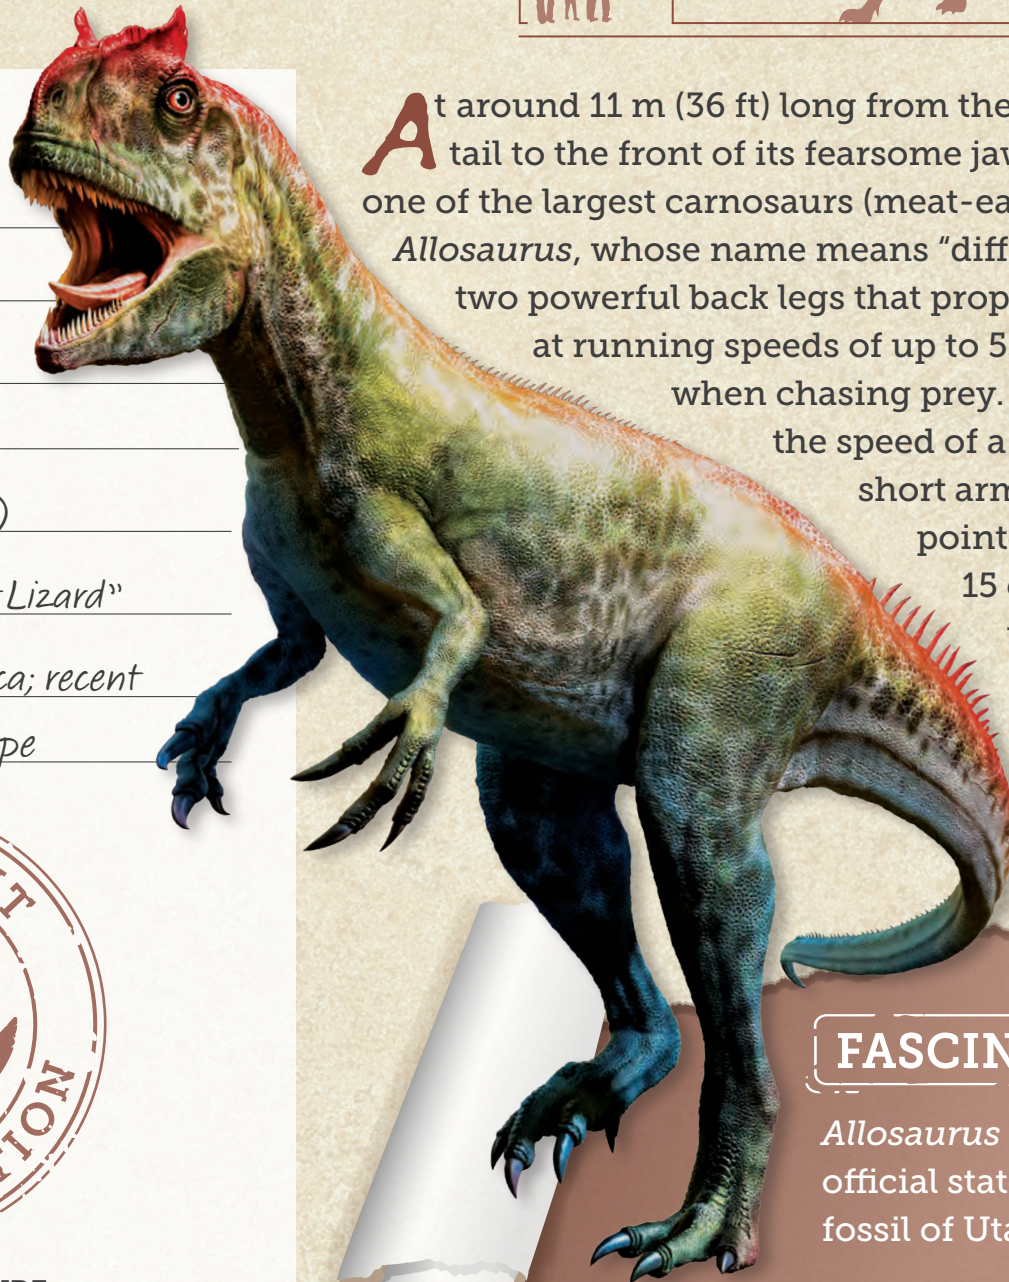 At around 11 m (36 ft) long from the
tail to the front of its fearsome jaw
one of the largest carnosaurs (meat-ea
Allosaurus, whose name means “diff
two powerful back legs that prop
at running speeds of up to 5
when chasing prey.
the speed of a
short arm
point
15
)
Lizard”
ca; recent
pe
FASCIN
Allosaurus
official stat
fossil of Uta